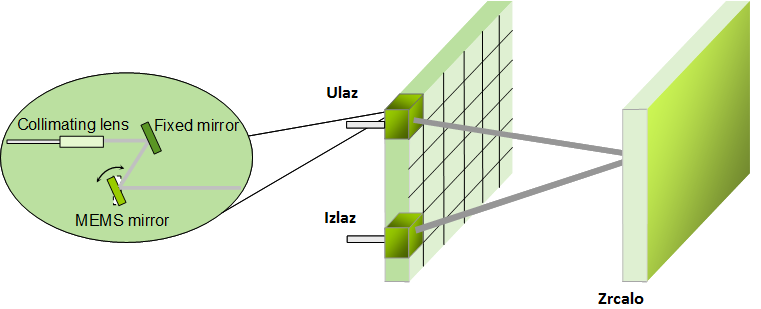 Ulaz
Collimating lens
Fixed mirror
MEMS mirror
Izlaz
Zrcalo